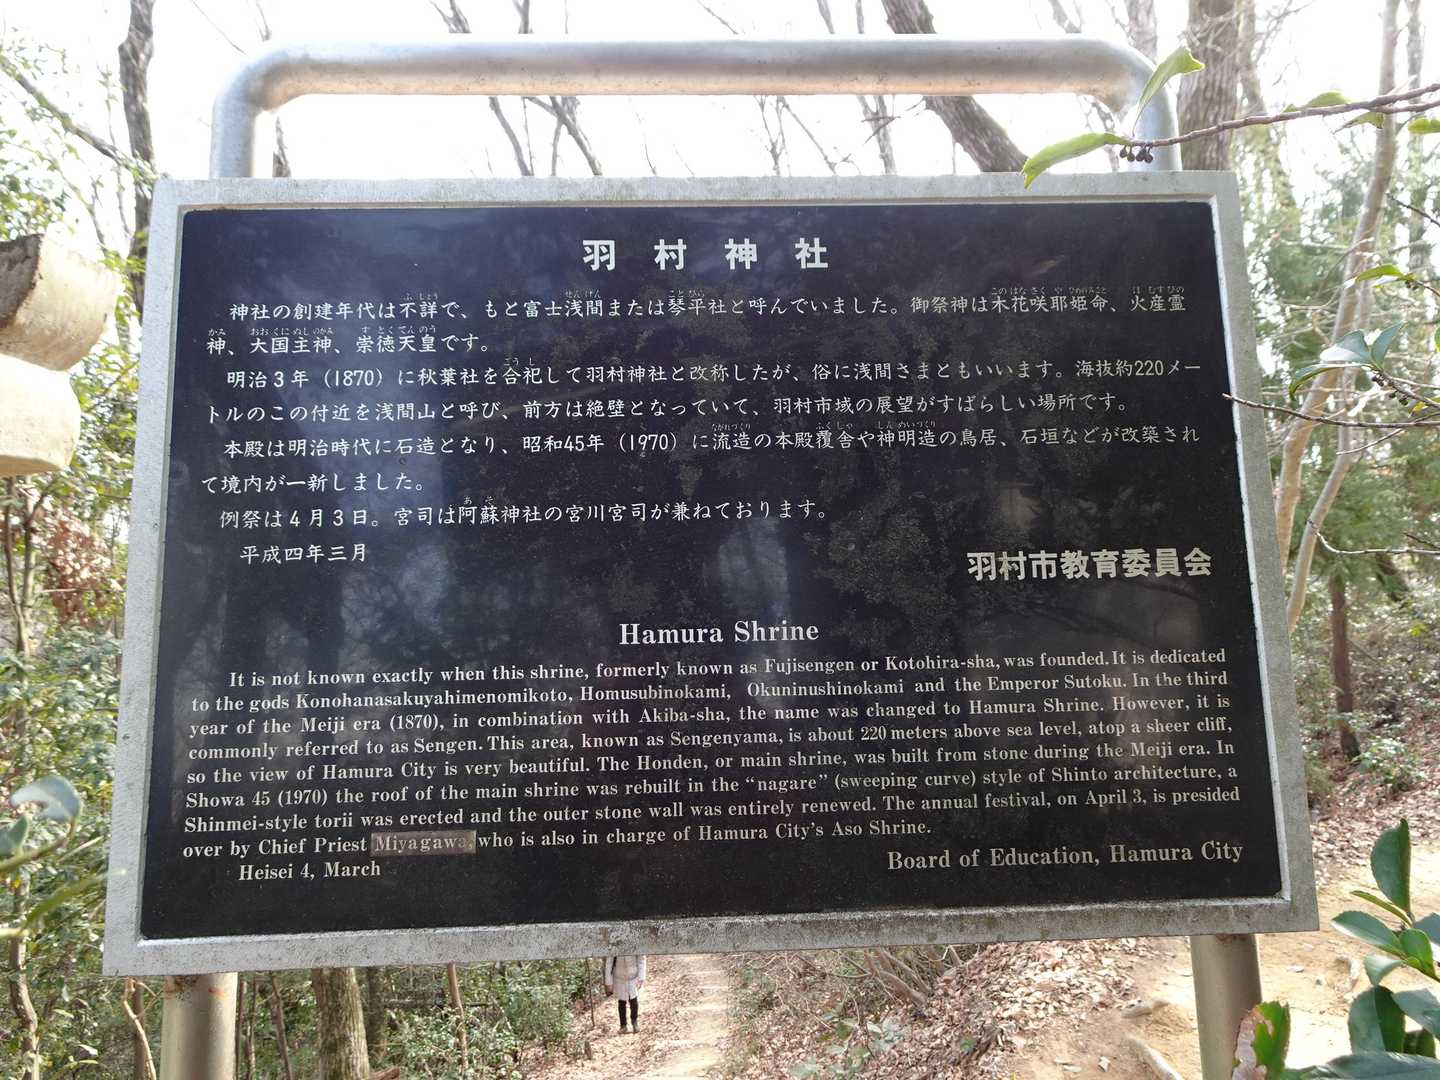 羽村神社
神社の創建年代は不詳で、もと富士浅間または琴平社と呼んでいました。御祭神は木花咲耶姫命、火産霊
神、大国主神、崇徳天皇です。
明治3年（1870）に秋葉社を合祀して羽村神社と改称したが、俗に浅間さまともいいます。海抜約220メー
トルのこの付近を浅間山と呼び、前方は絶壁となっていて、羽村市域の展望がすばらしい場所です。
本殿は明治時代に石造となり、昭和45年（1970）に流造の本殿覆舎や神明造の鳥居、石垣などが改築され
て境内が一新しました。
例祭は4月3日。宮司は阿蘇神社の宮川宮司が兼ねております。
平成四年三月
羽村市教育委員会
Hamura Shrine
It is not known exactly when this shrine, formerly known as Fujisengen or Kotohira-sha, was founded. It is dedicated
to the gods Konohanasakuyahimenomikoto, Homusubinokami, Okuninushinokami and the Emperor Sutoku. In the third
year of the Meiji era (1870), in combination with Akiba-sha, the name was changed to Hamura Shrine. However, it is
commonly referred to as Sengen. This area, known as Sengenyama, is about 220 meters above sea level, atop a sheer cliff,
so the view of Hamura City is very beautiful. The Honden, or main shrine, was built from stone during the Meiji era. In
Showa 45 (1970) the roof of the main shrine was rebuilt in the “nagare” (sweeping curve) style of Shinto architecture, a
Shinmei-style torii was erected and the outer stone wall was entirely renewed. The annual festival, on April 3, is presided
over by Chief Priest Miyagawa, who is also in charge of Hamura City's Aso Shrine.
Heisei 4, March
Board of Education, Hamura City